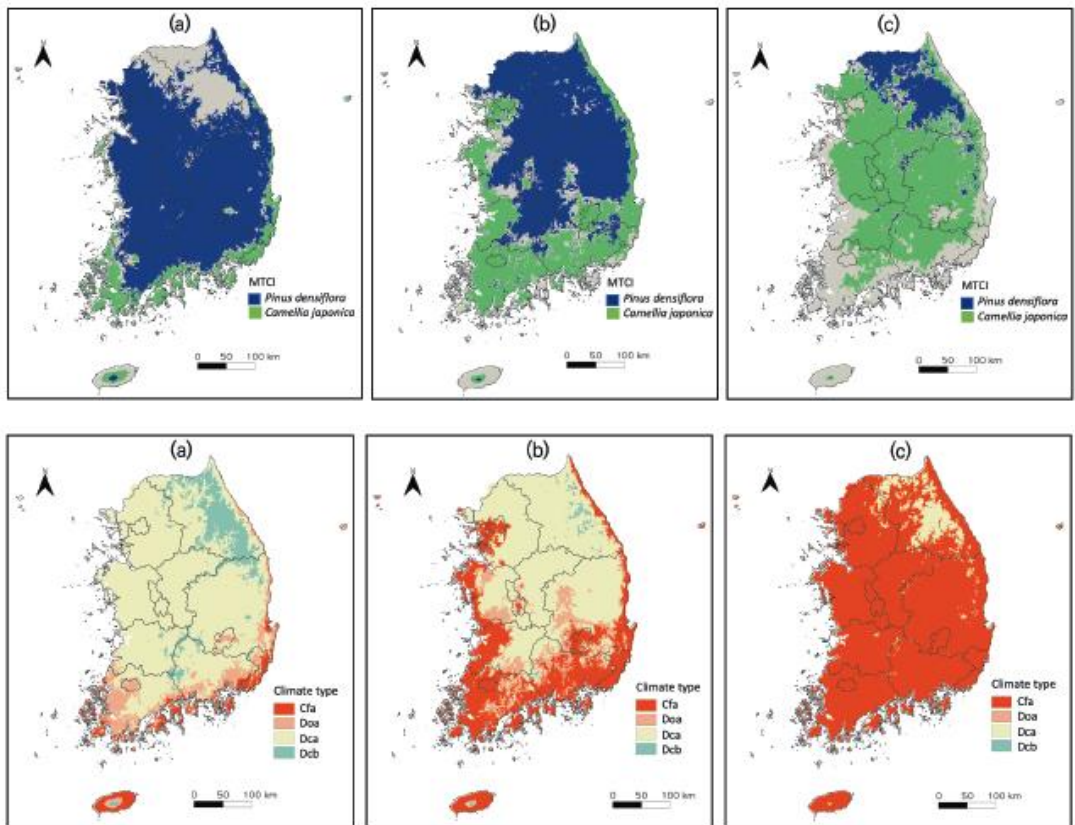 (a)
(b)
(c)
N
N
N
MTCI
Pinus densiflora
Camellia japonica
0 50 100 km
MTCI
Pinus densiflora
Camellia japonica
0 50 100 km
MTCI
Pinus densiflora
Camellia japonica
0 50 100 km
(a)
(b)
(c)
N
N
N
Climate type
Cfa
Doa
Dca
Dcb
0 50 100 km
Climate type
Cfa
Doa
Dca
Dcb
0 50 100 km
Climate type
Cfa
Doa
Dca
Dcb
0 50 100 km